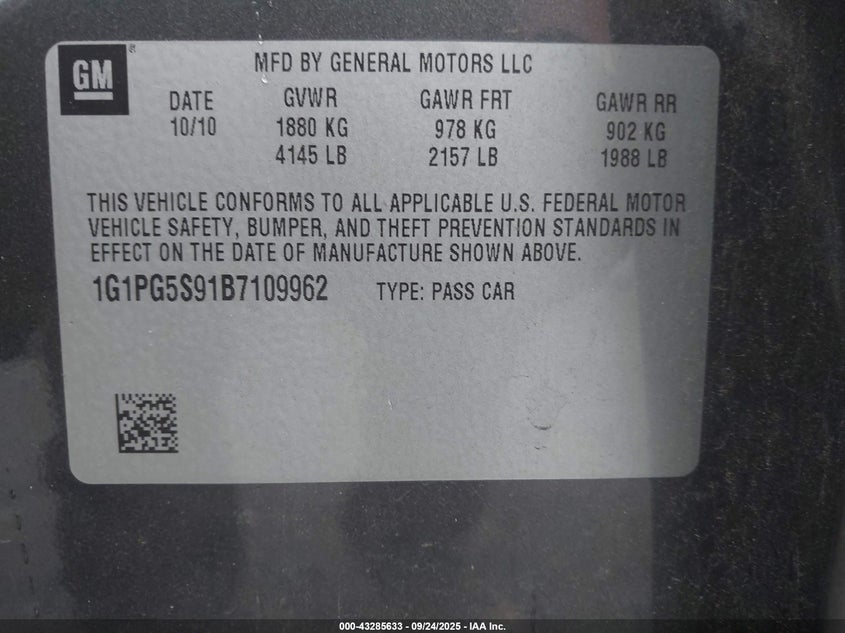 GM®
MFD BY GENERAL MOTORS LLC
DATE GVWR GAWR FRT GAWR RR
10/10 1880 KG 978 KG 902 KG
4145 LB 2157 LB 1988 LB
THIS VEHICLE CONFORMS TO ALL APPLICABLE U.S. FEDERAL MOTOR
VEHICLE SAFETY, BUMPER, AND THEFT PREVENTION STANDARDS IN
EFFECT ON THE DATE OF MANUFACTURE SHOWN ABOVE.
1G1PG5S91B7109962 TYPE: PASS CAR
000-43285633 - 09/24/2025 - IAA Inc.